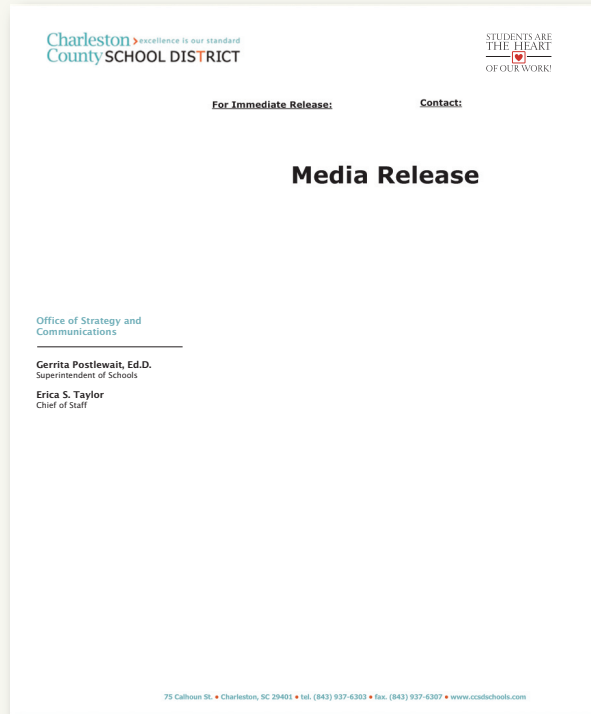 Charleston > excellence is our standard
County SCHOOL DISTRICT
STUDENTS ARE
THE HEART
OF OUR WORK!
For Immediate Release:
Contact:
Media Release
Office of Strategy and
Communications
Gerrita Postlewait, Ed.D.
Superintendent of Schools
Erica S. Taylor
Chief of Staff
75 Calhoun St. • Charleston, SC 29401 • tel. (843) 937-6303 • fax. (843) 937-6307 • www.ccsdschools.com